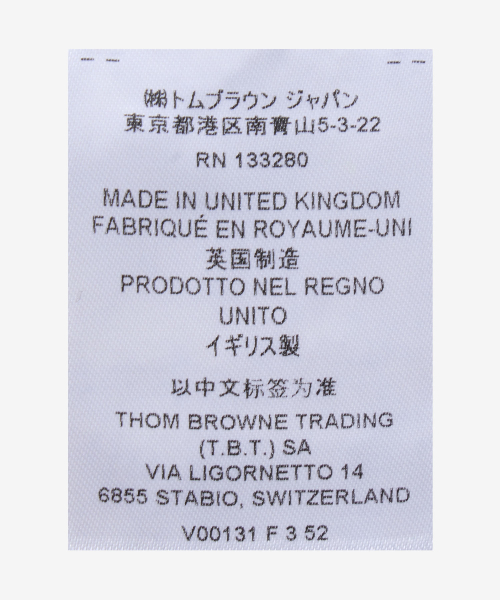 ㈱トムブラウン ジャパン
東京都港区南青山5-3-22
RN 133280
MADE IN UNITED KINGDOM
FABRIQUÉ EN ROYAUME-UNI
英国制造
PRODOTTO NEL REGNO
UNITO
イギリス製
以中文标签为准
THOM BROWNE TRADING
(T.B.T.) SA
VIA LIGORNETTO 14
6855 STABIO, SWITZERLAND
V00131 F 3 52